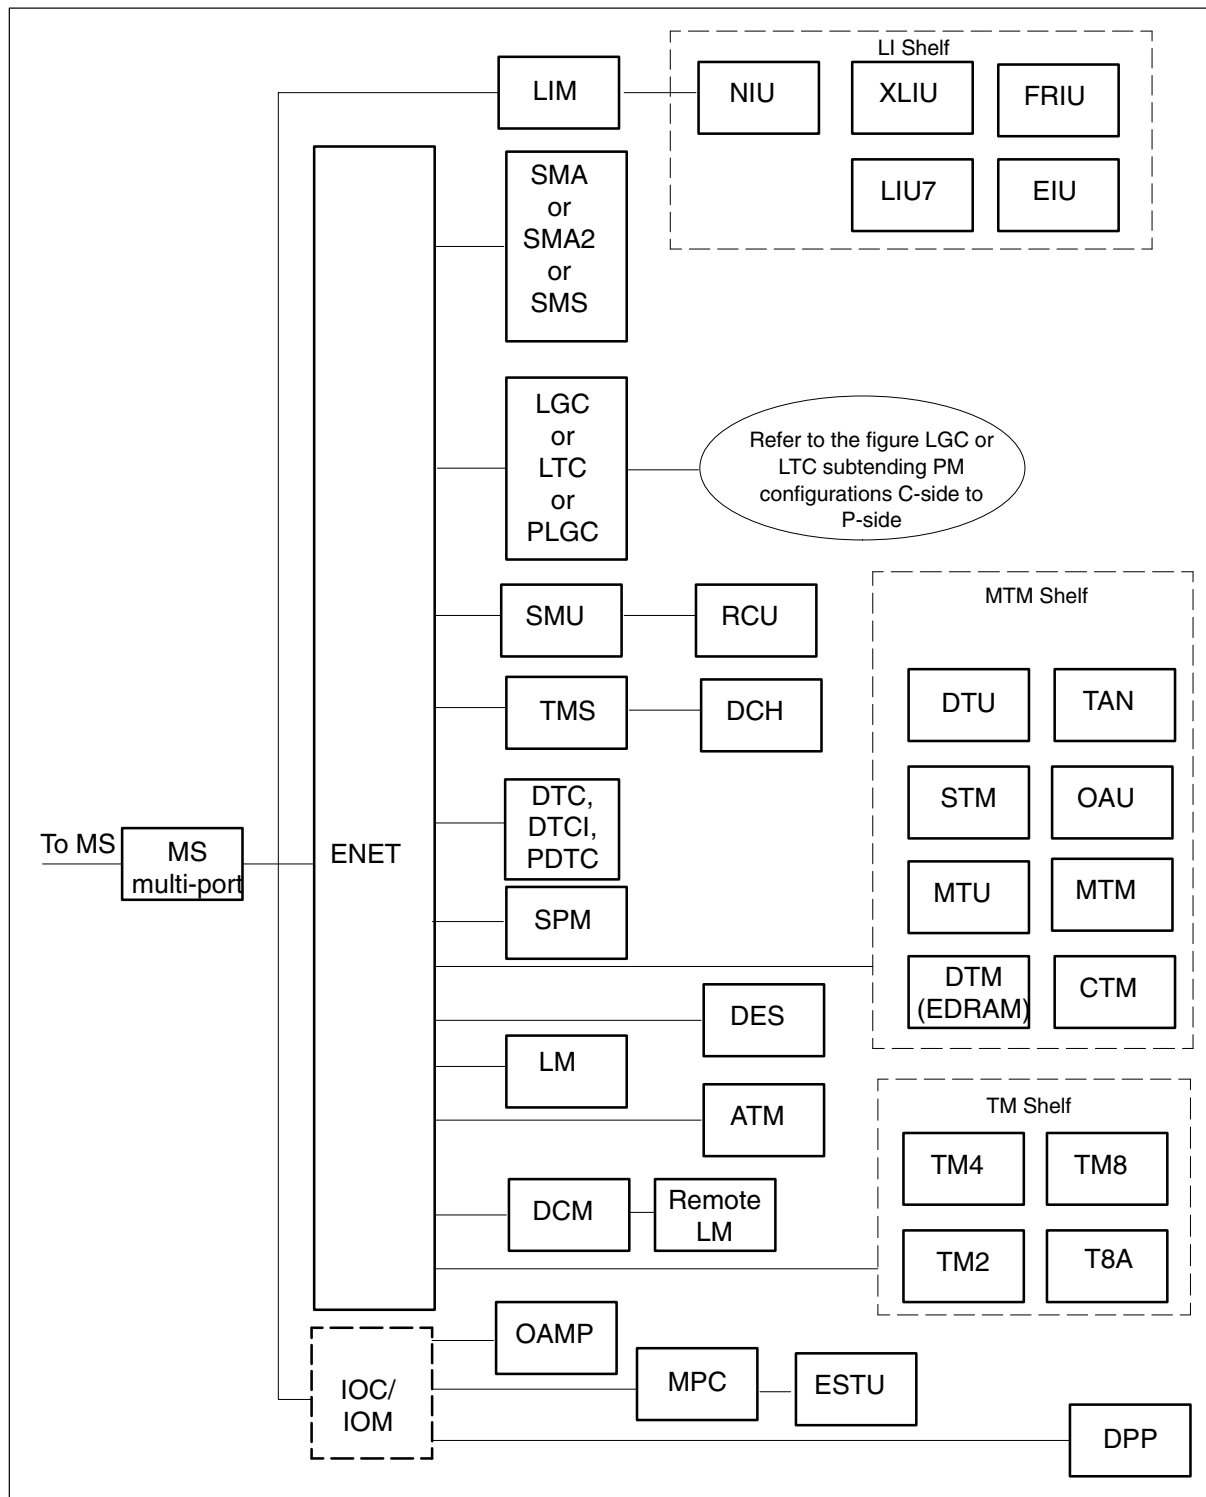 LI Shelf
LIM
NIU
XLIU
FRIU
LIU7
EIU
SMA
or
SMA2
or
SMS
LGC
or
LTC
or
PLGC
Refer to the figure LGC or
LTC subtending PM
configurations C-side to
P-side
SMU
RCU
TMS
DCH
MTM Shelf
DTU
TAN
STM
OAU
MTU
MTM
DTM
(EDRAM)
CTM
DTC,
DTCI,
PDTC
To MS
MS
multi-port
ENET
SPM
DES
LM
ATM
TM Shelf
TM4
TM8
TM2
T8A
DCM
Remote
LM
OAMP
IOC/
IOM
MPC
ESTU
DPP